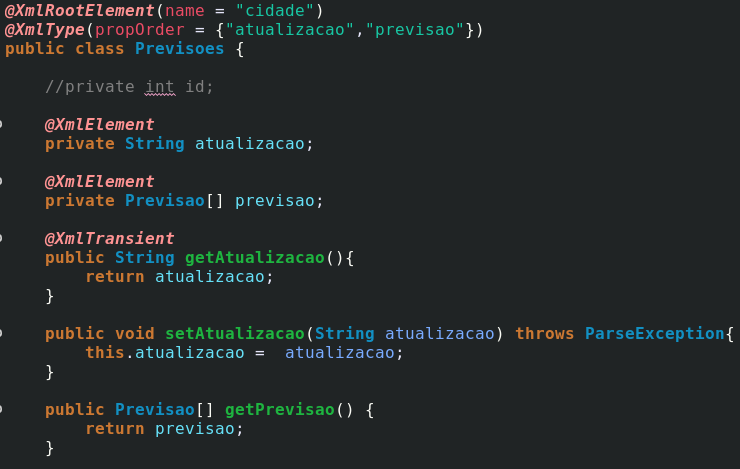 @XmlRootElement(name = "cidade")
@XmlType(propOrder = {"atualizacao","previsao"})
public class Previsoes {
//private int id;
@XmlElement
private String atualizacao;
@XmlElement
private Previsao[] previsao;
@XmlTransient
public String getAtualizacao(){
return atualizacao;
}
public void setAtualizacao(String atualizacao) throws ParseException{
this.atualizacao =  atualizacao;
}
public Previsao[] getPrevisao() {
return previsao;
}